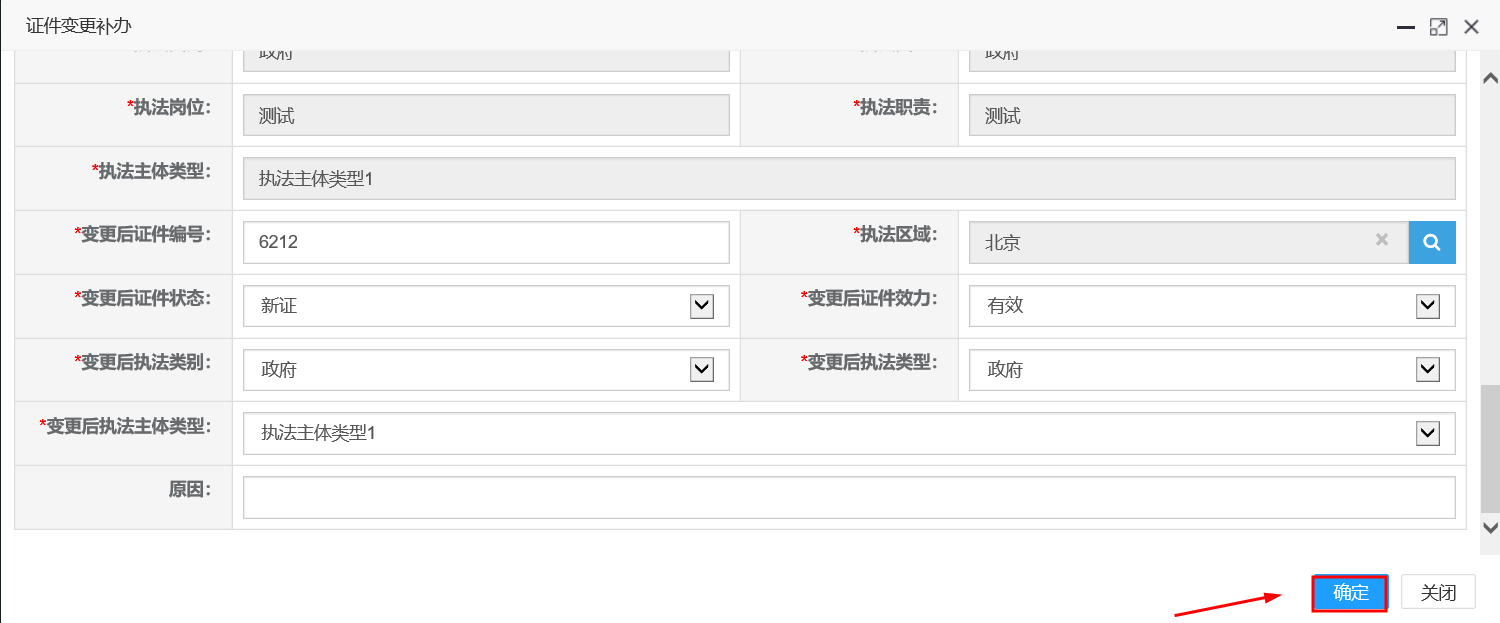 证件变更补办
政府 政府
*执法岗位： 测试 *执法职责： 测试
*执法主体类型： 执法主体类型1
*变更后证件编号： 6212 *执法区域： 北京
*变更后证件状态： 新证 *变更后证件效力： 有效
*变更后执法类别： 政府 *变更后执法类型： 政府
*变更后执法主体类型： 执法主体类型1
原因：
确定 关闭